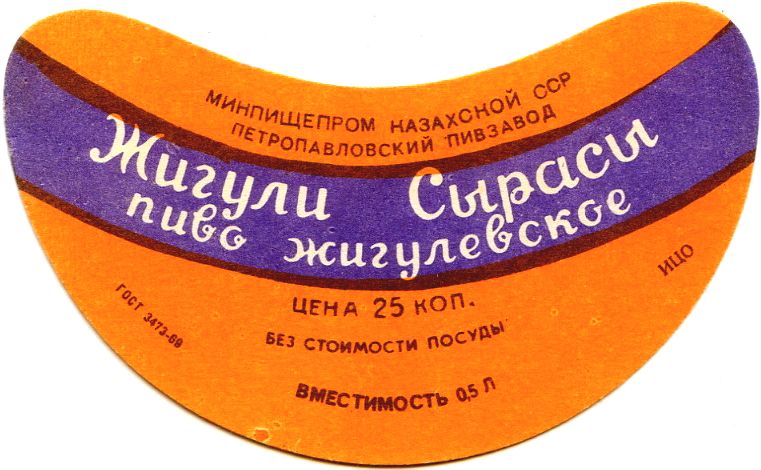 МИНПИЩЕПРОМ КАЗАХСКОЙ ССР
ПЕТРОПАВЛОВСКИЙ ПИВЗАВОД
Жигули Сырасы
пиво жигулевское
ЦЕНА 25 КОП.
БЕЗ СТОИМОСТИ ПОСУДЫ
ВМЕСТИМОСТЬ 0,5 Л
ГОСТ 3473-69
ИЦО